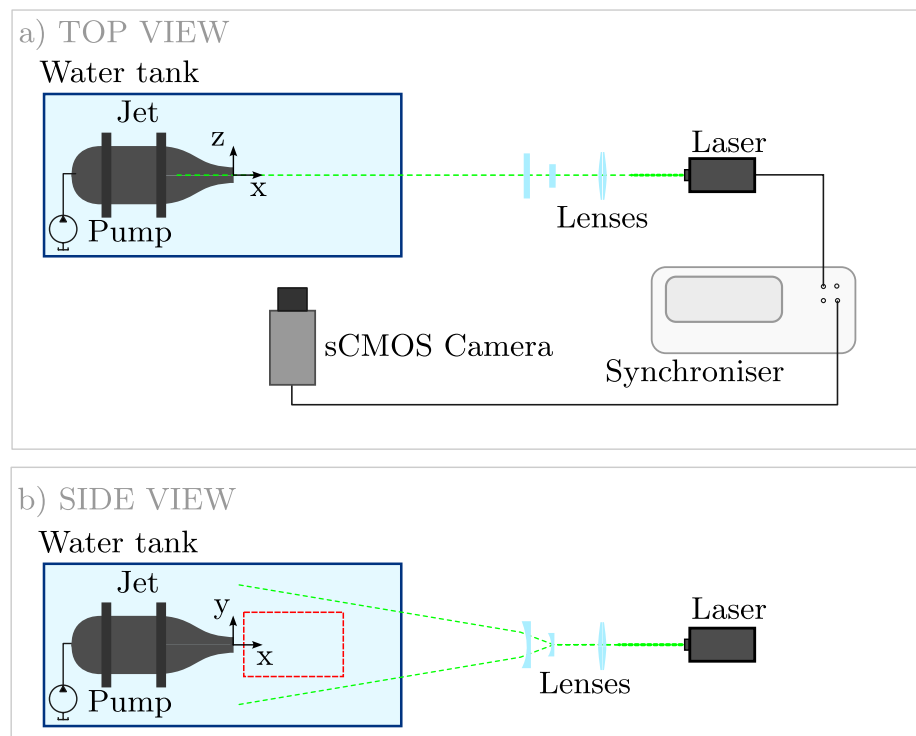 a) TOP VIEW
Water tank
Jet
z
x
Pump
Laser
Lenses
sCMOS Camera
Synchroniser
b) SIDE VIEW
Water tank
Jet
y
x
Pump
Laser
Lenses